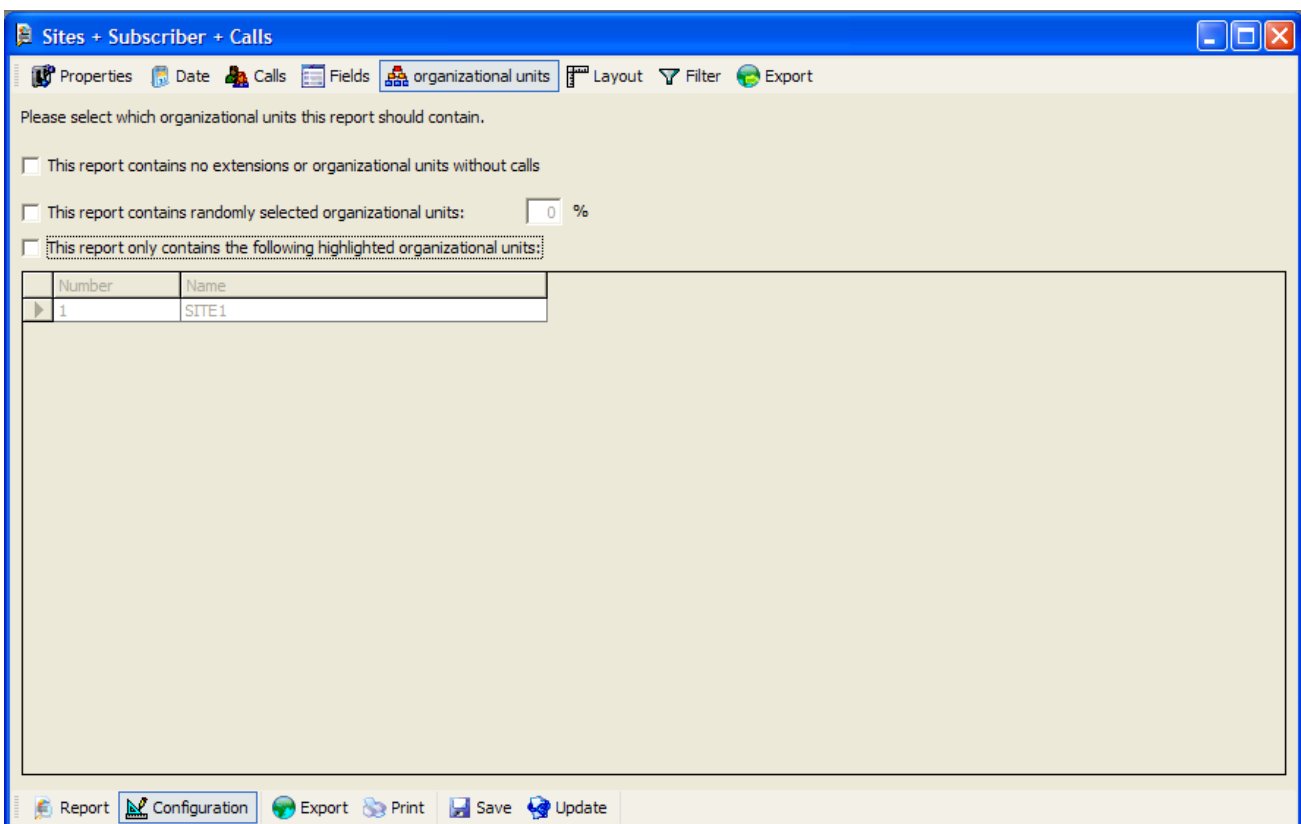 Sites + Subscriber + Calls
Properties Date Calls Fields organizational units Layout Filter Export
Please select which organizational units this report should contain.
This report contains no extensions or organizational units without calls
This report contains randomly selected organizational units: 0 %
This report only contains the following highlighted organizational units:
Number Name
1 SITE1
Report Configuration Export Print Save Update